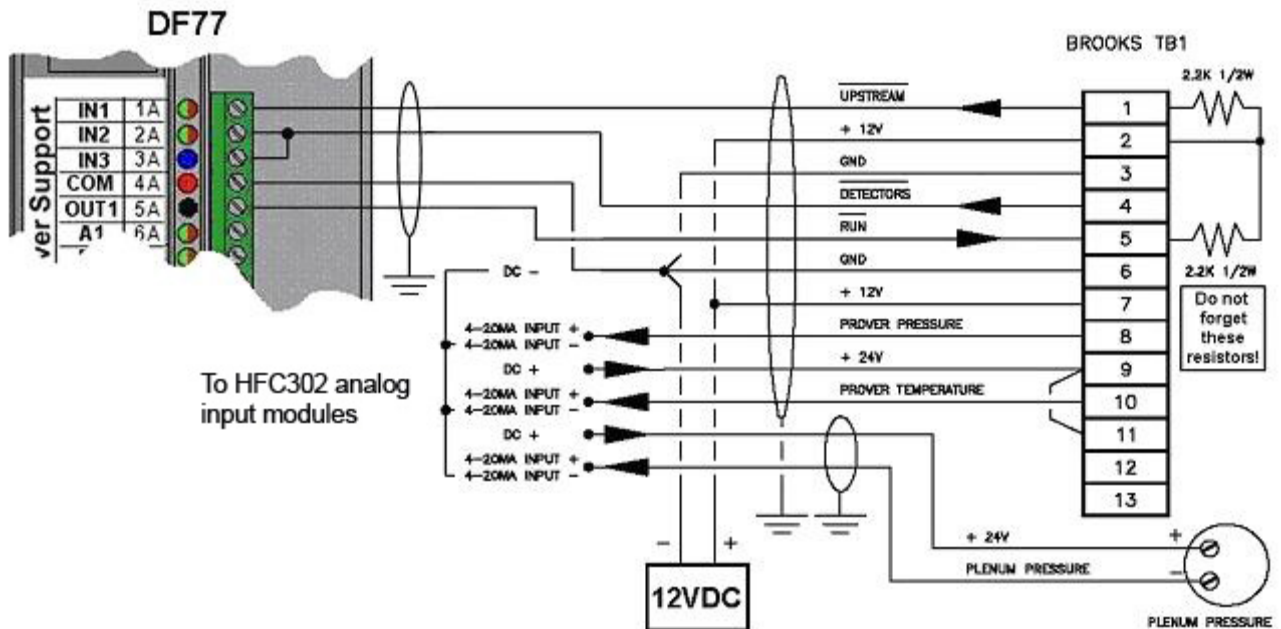 DF77
BROOKS TB1
2.2K 1/2W
ver Support
IN1 1A
IN2 2A
IN3 3A
COM 4A
OUT1 5A
A1 6A
UPSTREAM
+ 12V
GND
DETECTORS
RUN
GND
+ 12V
PROVER PRESSURE
+ 24V
PROVER TEMPERATURE
1
2
3
4
5
6
7
8
9
10
11
12
13
2.2K 1/2W
Do not
forget
these
resistors!
DC -
4-20MA INPUT +
4-20MA INPUT -
DC +
4-20MA INPUT +
4-20MA INPUT -
DC +
4-20MA INPUT +
4-20MA INPUT -
To HFC302 analog
input modules
- +
12VDC
+ 24V
PLENUM PRESSURE
+
-
PLENUM PRESSURE